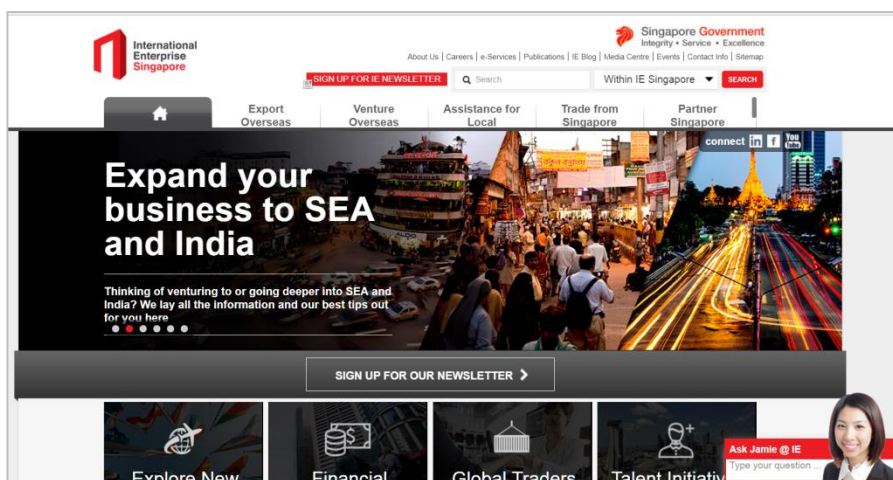 International
Enterprise
Singapore
Singapore Government
Integrity • Service • Excellence
About Us | Careers | e-Services | Publications | IE Blog | Media Centre | Events | Contact Info | Sitemap
SIGN UP FOR IE NEWSLETTER
Search
Within IE Singapore
SEARCH
Export
Overseas
Venture
Overseas
Assistance for
Local
Trade from
Singapore
Partner
Singapore
connect in f You
Tube
Expand your
business to SEA
and India
Thinking of venturing to or going deeper into SEA and
India? We lay all the information and our best tips out
for you here
SIGN UP FOR OUR NEWSLETTER
Explore New
Financial
Global Traders
Talent Initiativ
Ask Jamie @ IE
Type your question ...